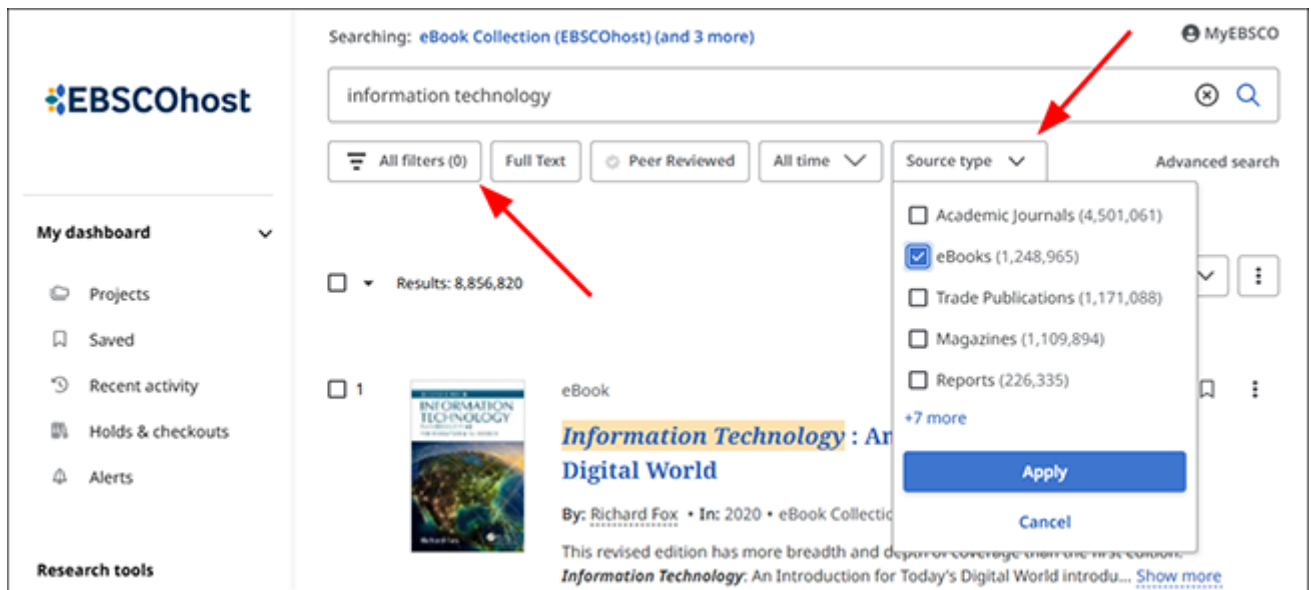 Searching: eBook Collection (EBSCOhost) (and 3 more)
MyEBSCO
EBSCOhost
information technology
All filters (0)
Full Text
Peer Reviewed
All time
Source type
Advanced search
Academic Journals (4,501,061)
eBooks (1,248,965)
Trade Publications (1,171,088)
Magazines (1,109,894)
Reports (226,335)
+7 more
Apply
Cancel
My dashboard
Projects
Saved
Recent activity
Holds & checkouts
Alerts
Research tools
Results: 8,856,820
1
INFORMATION
TECHNOLOGY
Richard Fox
eBook
Information Technology : An
Digital World
By: Richard Fox • In: 2020 • eBook Collectio
This revised edition has more breadth and depth of coverage than the first edition.
Information Technology: An Introduction for Today's Digital World introdu... Show more